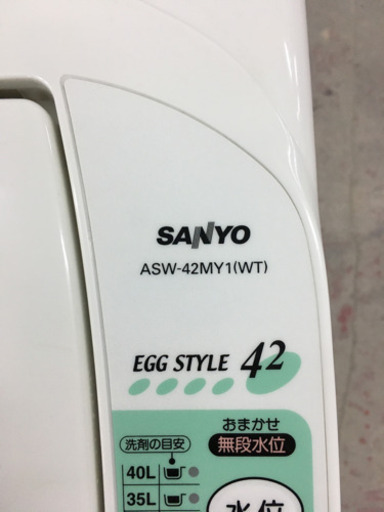 SANYO
ASW-42MY1(WT)
EGG STYLE 42
おまかせ
洗剤の目安 無段水位
40L
35L
水位